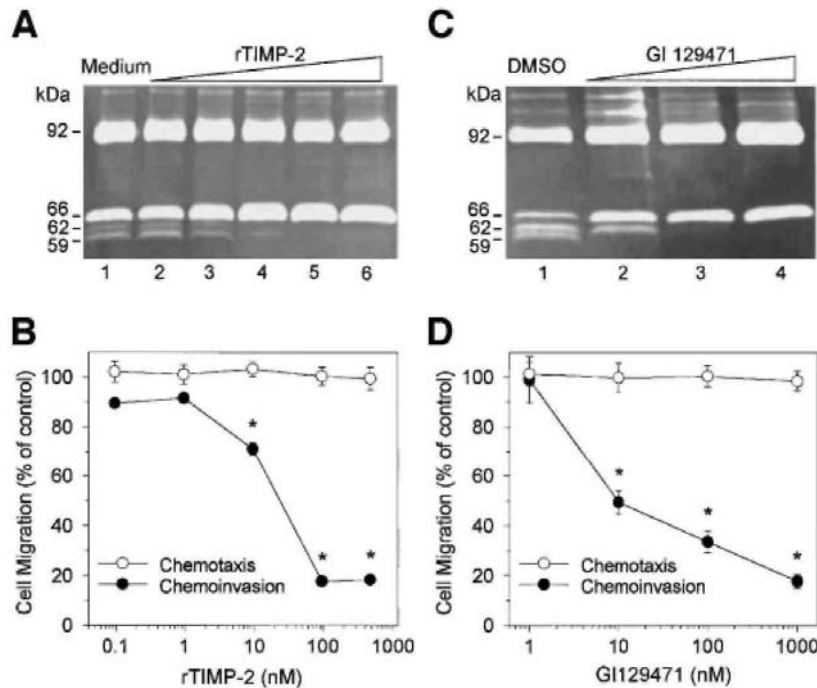 A
rTIMP-2
Medium
kDa
92
66
62
59
1 2 3 4 5 6
C
GI 129471
DMSO
kDa
92
66
62
59
1 2 3 4
B
Cell Migration (% of control)
100
80
60
40
20
0
* * *
Chemotaxis
Chemoinvasion
0.1 1 10 100 1000
rTIMP-2 (nM)
D
Cell Migration (% of control)
100
80
60
40
20
0
* * *
Chemotaxis
Chemoinvasion
1 10 100 1000
GI129471 (nM)